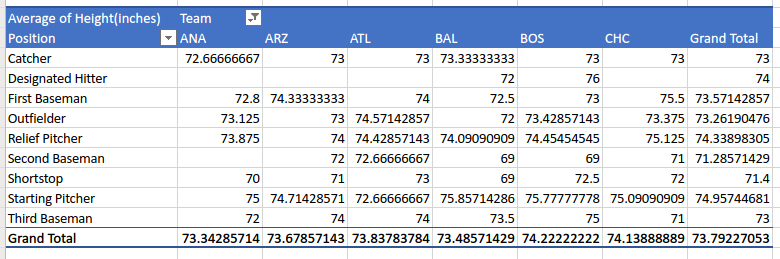 Average of Height(inches) Team
Position ANA ARZ ATL BAL BOS CHC Grand Total
Catcher 72.66666667 73 73 73.33333333 73 73 73
Designated Hitter 72 76 74
First Baseman 72.8 74.33333333 74 72.5 73 75.5 73.57142857
Outfielder 73.125 73 74.57142857 72 73.42857143 73.375 73.26190476
Relief Pitcher 73.875 74 74.42857143 74.09090909 74.45454545 75.125 74.33898305
Second Baseman 72 72.66666667 69 69 71 71.28571429
Shortstop 70 71 73 69 72.5 72 71.4
Starting Pitcher 75 74.71428571 72.66666667 75.85714286 75.77777778 75.09090909 74.95744681
Third Baseman 72 74 74 73.5 75 71 73
Grand Total 73.34285714 73.67857143 73.83783784 73.48571429 74.22222222 74.13888889 73.79227053